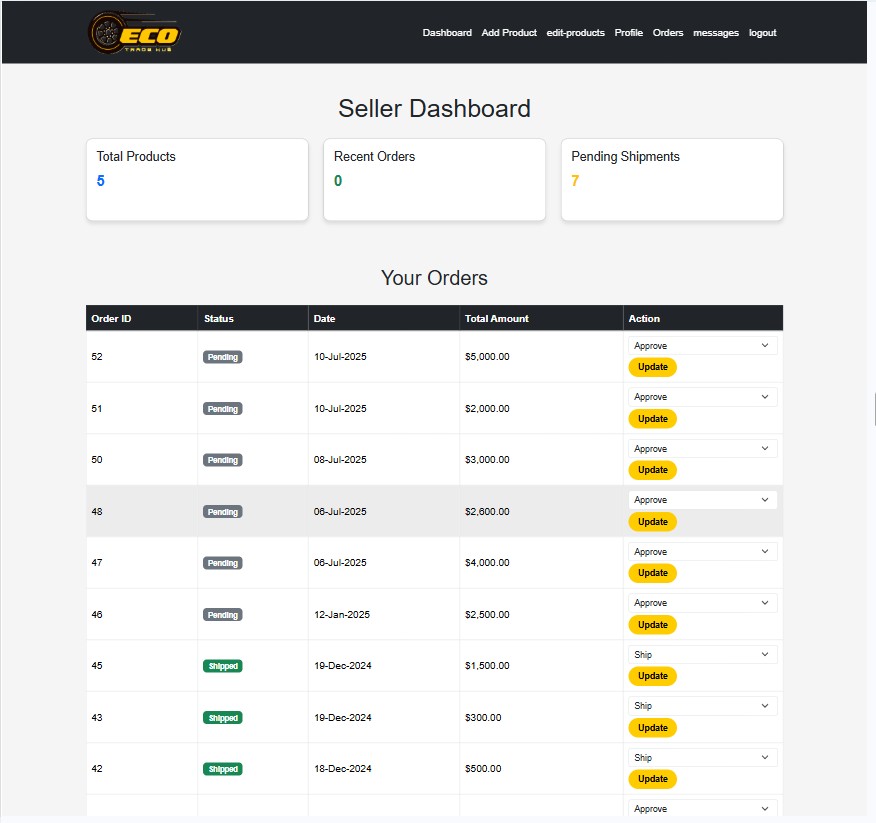 ECO
TRADE HUB
Dashboard Add Product edit-products Profile Orders messages logout
Seller Dashboard
Total Products
5
Recent Orders
0
Pending Shipments
7
Your Orders
Order ID Status Date Total Amount Action
52 Pending 10-Jul-2025 $5,000.00 Approve
Update
51 Pending 10-Jul-2025 $2,000.00 Approve
Update
50 Pending 08-Jul-2025 $3,000.00 Approve
Update
48 Pending 06-Jul-2025 $2,600.00 Approve
Update
47 Pending 06-Jul-2025 $4,000.00 Approve
Update
46 Pending 12-Jan-2025 $2,500.00 Approve
Update
45 Shipped 19-Dec-2024 $1,500.00 Ship
Update
43 Shipped 19-Dec-2024 $300.00 Ship
Update
42 Shipped 18-Dec-2024 $500.00 Ship
Update
Approve